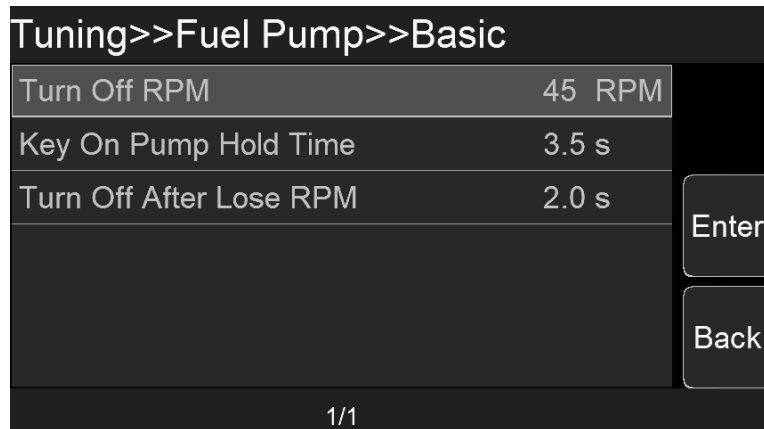 Tuning>>Fuel Pump>>Basic
Turn Off RPM 45 RPM
Key On Pump Hold Time 3.5 s
Turn Off After Lose RPM 2.0 s
Enter
Back
1/1